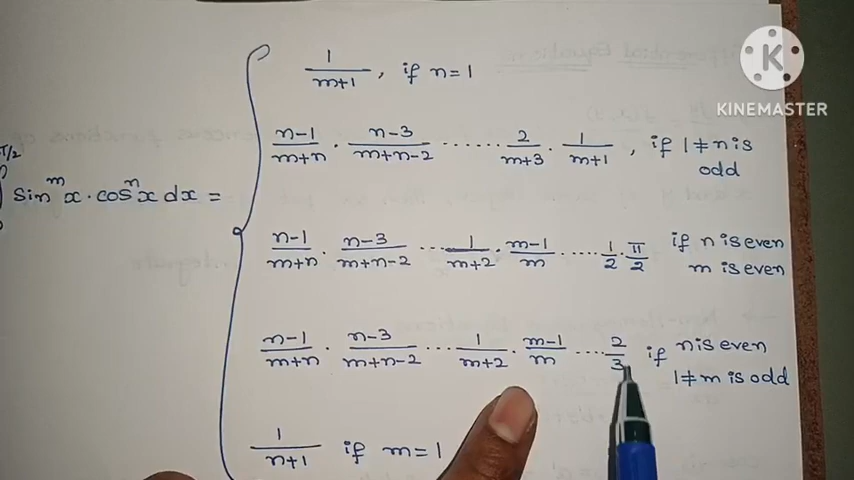 KINEMASTER
1/(m+1), if n=1
(n-1)/(m+n) · (n-3)/(m+n-2) ...... 2/(m+3) · 1/(m+1), if 1≠n is odd
π/2 ∫ sin^m x · cos^n x dx =
(n-1)/(m+n) · (n-3)/(m+n-2) ... 1/(m+2) · (m-1)/m ..... 1/2 · π/2 if n is even m is even
(n-1)/(m+n) · (n-3)/(m+n-2) ... 1/(m+2) · (m-1)/m .... 2/3 if n is even 1≠m is odd
1/(n+1) if m=1